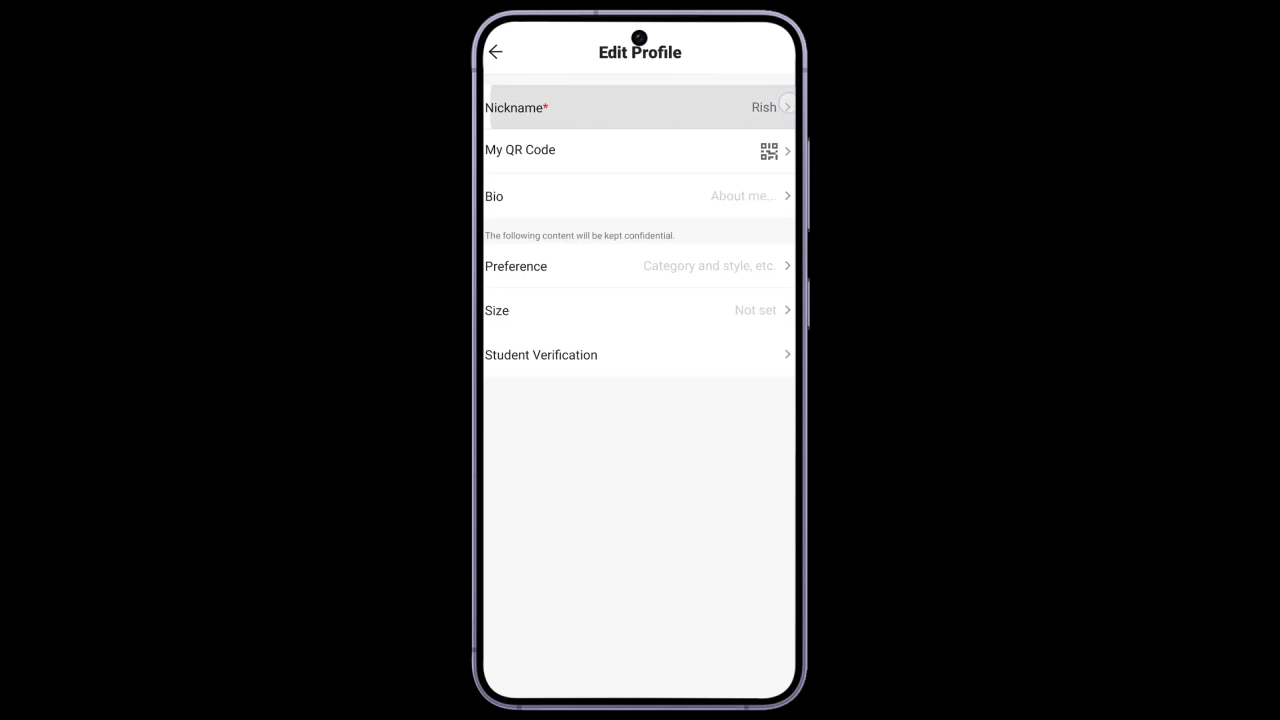 Edit Profile
Nickname* Rish
My QR Code
Bio About me...
The following content will be kept confidential.
Preference Category and style, etc.
Size Not set
Student Verification